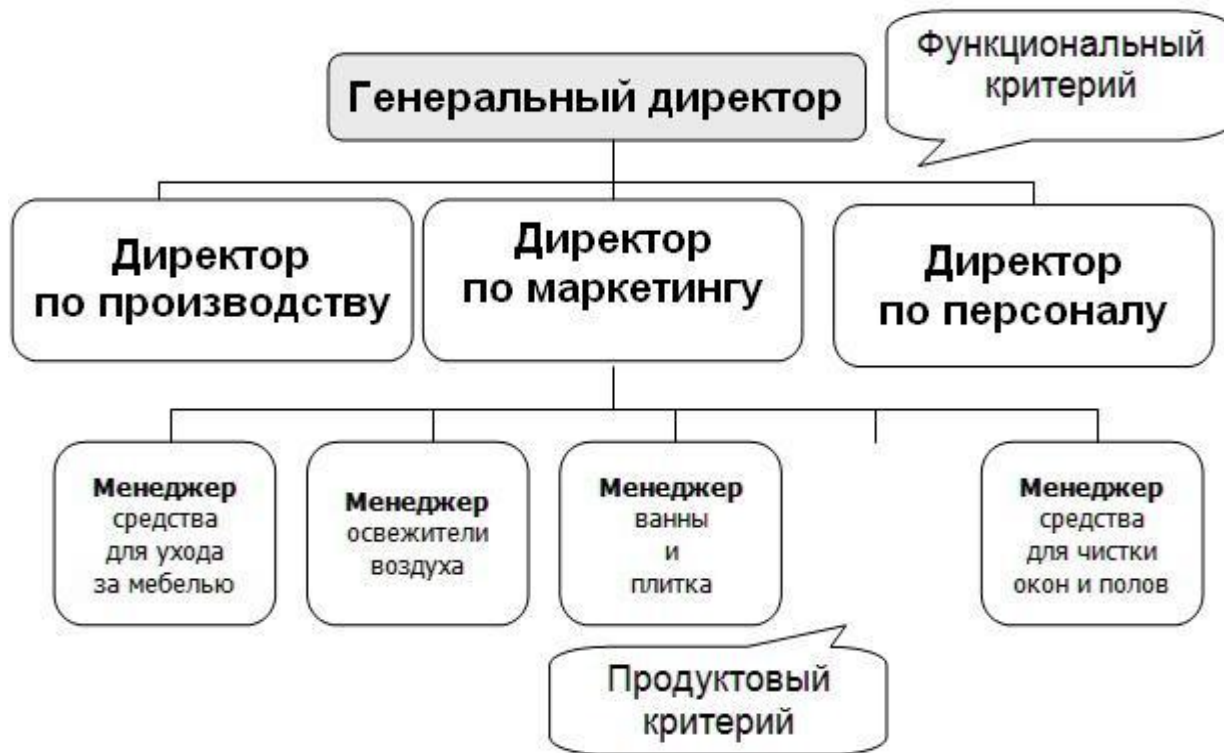 Функциональный
критерий
Генеральный директор
Директор
по производству
Директор
по маркетингу
Директор
по персоналу
Менеджер
средства
для ухода
за мебелью
Менеджер
освежители
воздуха
Менеджер
ванны
и
плитка
Менеджер
средства
для чистки
окон и полов
Продуктовый
критерий